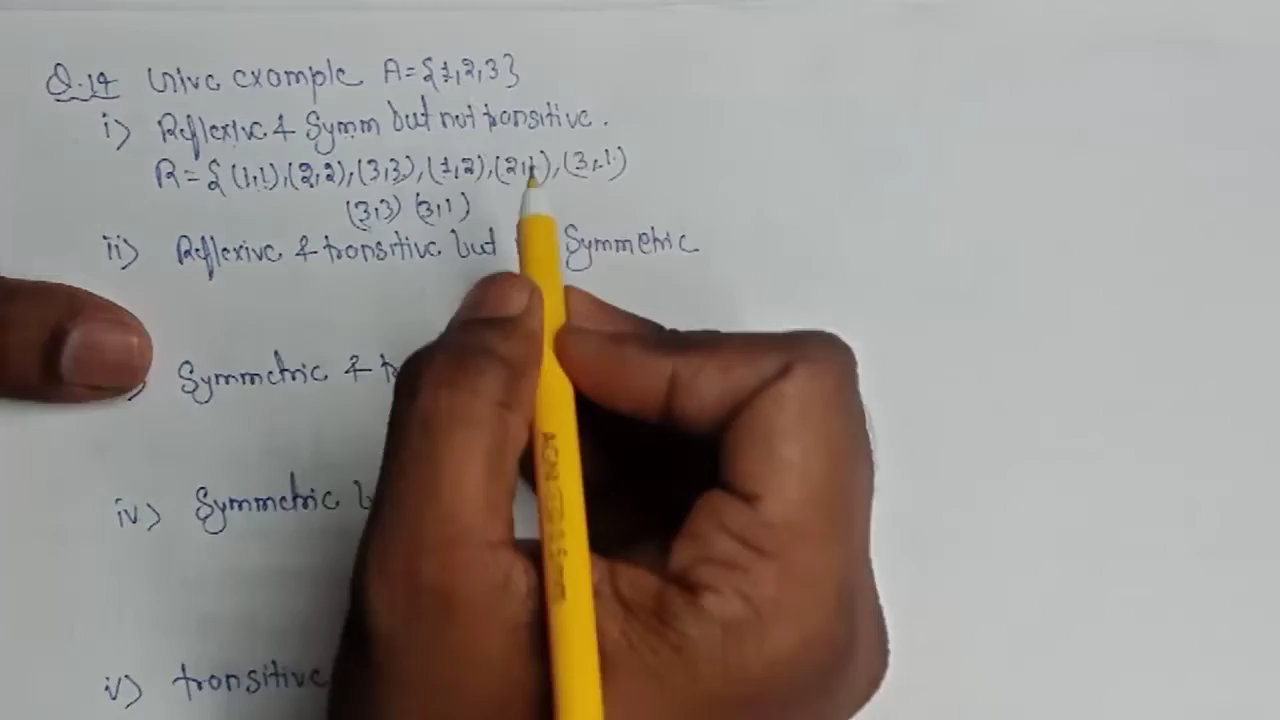 Q.14 Give example A={1,2,3}
i) Reflexive & Symm but not transitive.
R={(1,1),(2,2),(3,3),(1,2),(2,1),(3,1)
(3,3) (3,1)
ii) Reflexive & transitive but Symmetric
Symmetric &
iv) Symmetric
v) transitive